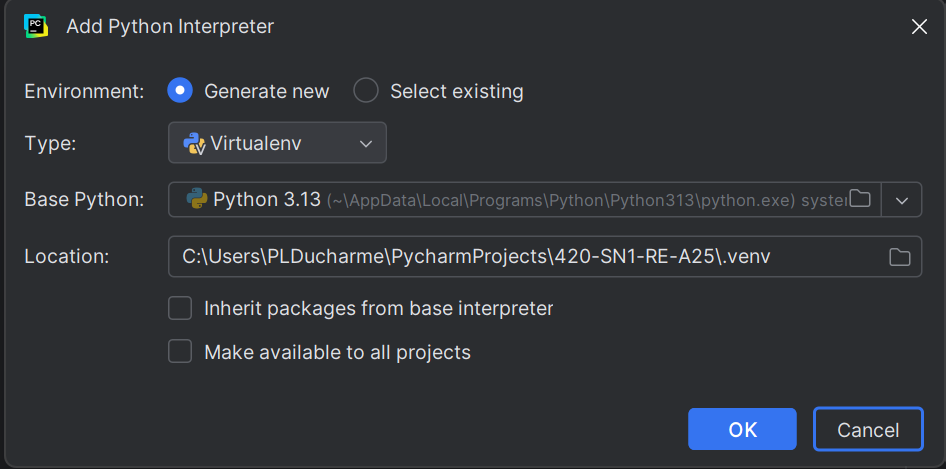 PC
Add Python Interpreter
Environment: Generate new Select existing
Type: Virtualenv
Base Python: Python 3.13 (~\AppData\Local\Programs\Python\Python313\python.exe) system
Location: C:\Users\PLDucharme\PycharmProjects\420-SN1-RE-A25\.venv
Inherit packages from base interpreter
Make available to all projects
OK Cancel